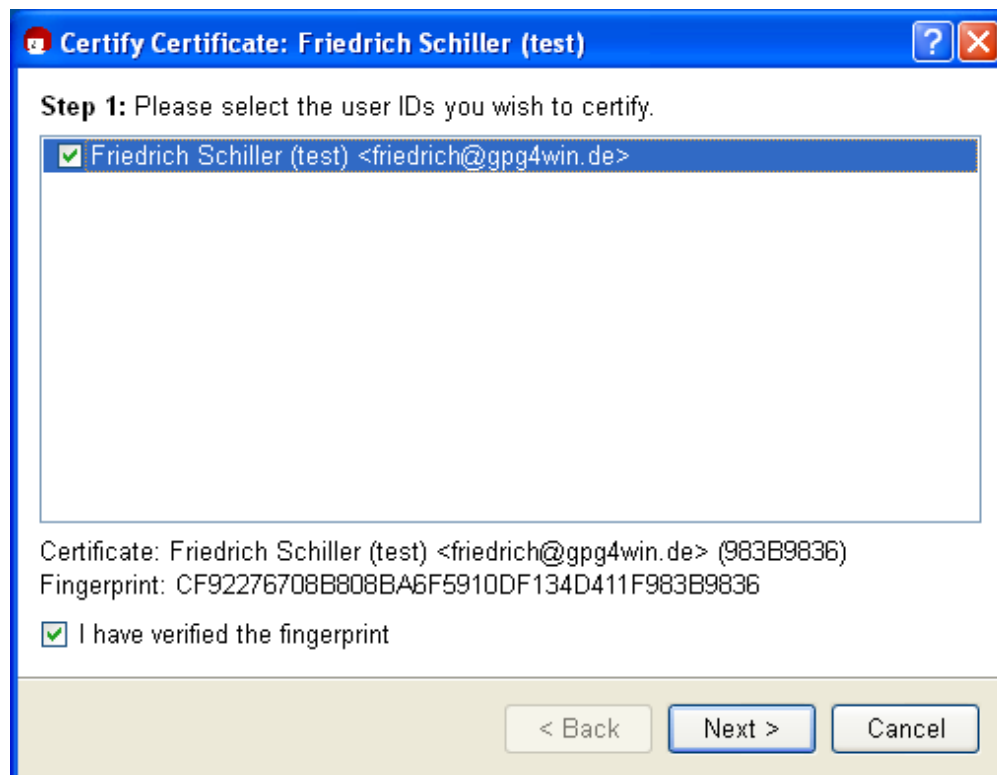 Certify Certificate: Friedrich Schiller (test)
Step 1: Please select the user IDs you wish to certify.
Friedrich Schiller (test) <friedrich@gpg4win.de>
Certificate: Friedrich Schiller (test) <friedrich@gpg4win.de> (983B9836)
Fingerprint: CF92276708B808BA6F5910DF134D411F983B9836
I have verified the fingerprint
< Back Next > Cancel